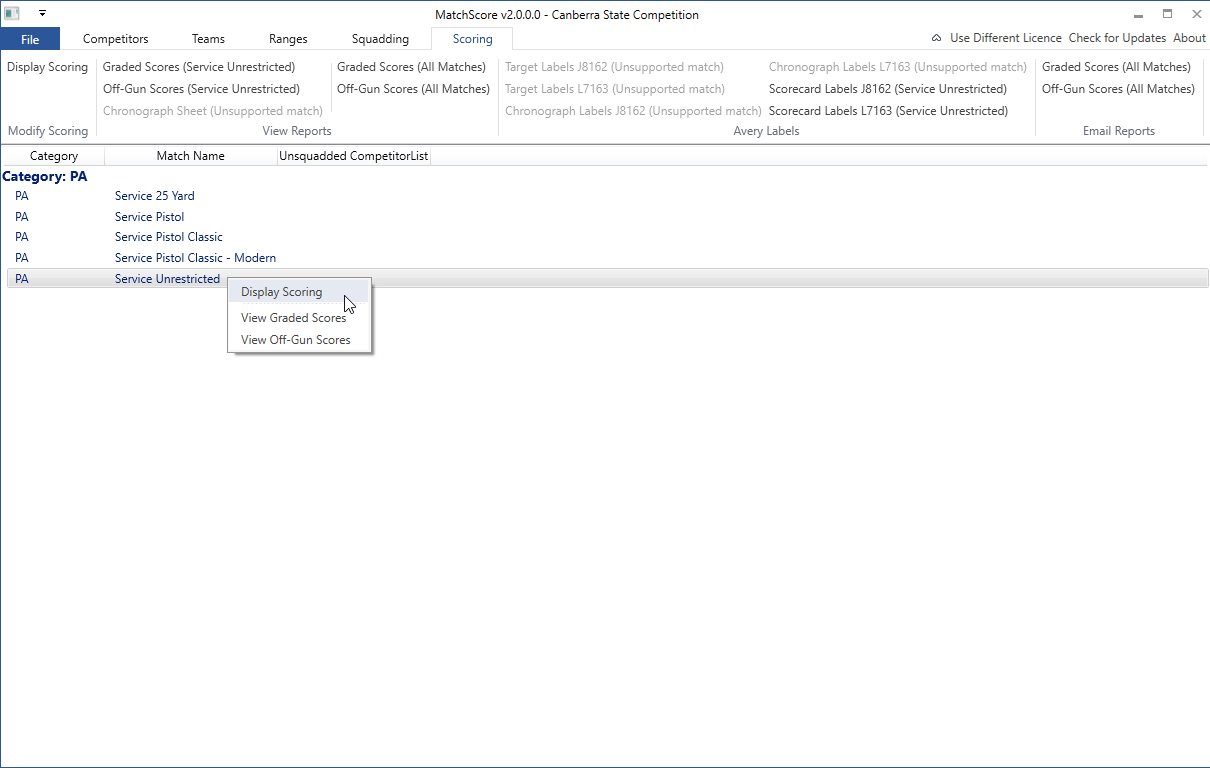 MatchScore v2.0.0.0 - Canberra State Competition
File Competitors Teams Ranges Squadding Scoring Use Different Licence Check for Updates About
Display Scoring
Modify Scoring
Graded Scores (Service Unrestricted)
Off-Gun Scores (Service Unrestricted)
Chronograph Sheet (Unsupported match)
Graded Scores (All Matches)
Off-Gun Scores (All Matches)
View Reports
Target Labels J8162 (Unsupported match)
Target Labels L7163 (Unsupported match)
Chronograph Labels J8162 (Unsupported match)
Chronograph Labels L7163 (Unsupported match)
Scorecard Labels J8162 (Service Unrestricted)
Scorecard Labels L7163 (Service Unrestricted)
Avery Labels
Graded Scores (All Matches)
Off-Gun Scores (All Matches)
Email Reports
Category Match Name Unsquadded CompetitorList
Category: PA
PA Service 25 Yard
PA Service Pistol
PA Service Pistol Classic
PA Service Pistol Classic - Modern
PA Service Unrestricted
Display Scoring
View Graded Scores
View Off-Gun Scores